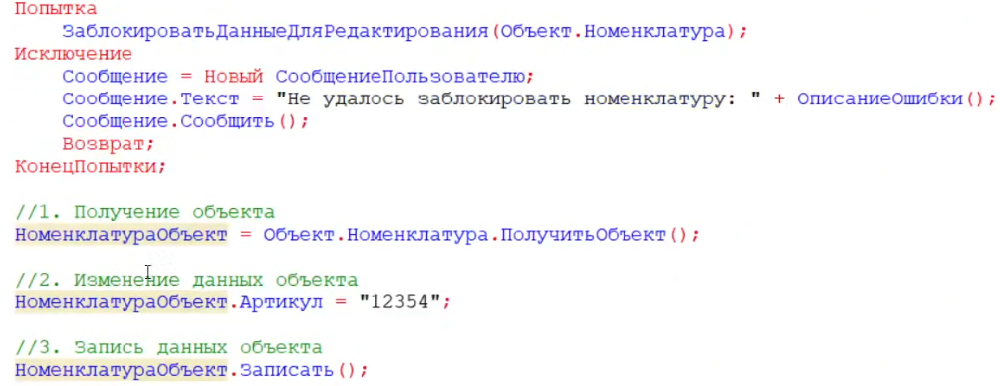 Попытка
ЗаблокироватьДанныеДляРедактирования(Объект.Номенклатура);
Исключение
Сообщение = Новый СообщениеПользователю;
Сообщение.Текст = "Не удалось заблокировать номенклатуру: " + ОписаниеОшибки();
Сообщение.Сообщить();
Возврат;
КонецПопытки;
//1. Получение объекта
НоменклатураОбъект = Объект.Номенклатура.ПолучитьОбъект();
//2. Изменение данных объекта
НоменклатураОбъект.Артикул = "12354";
//3. Запись данных объекта
НоменклатураОбъект.Записать();